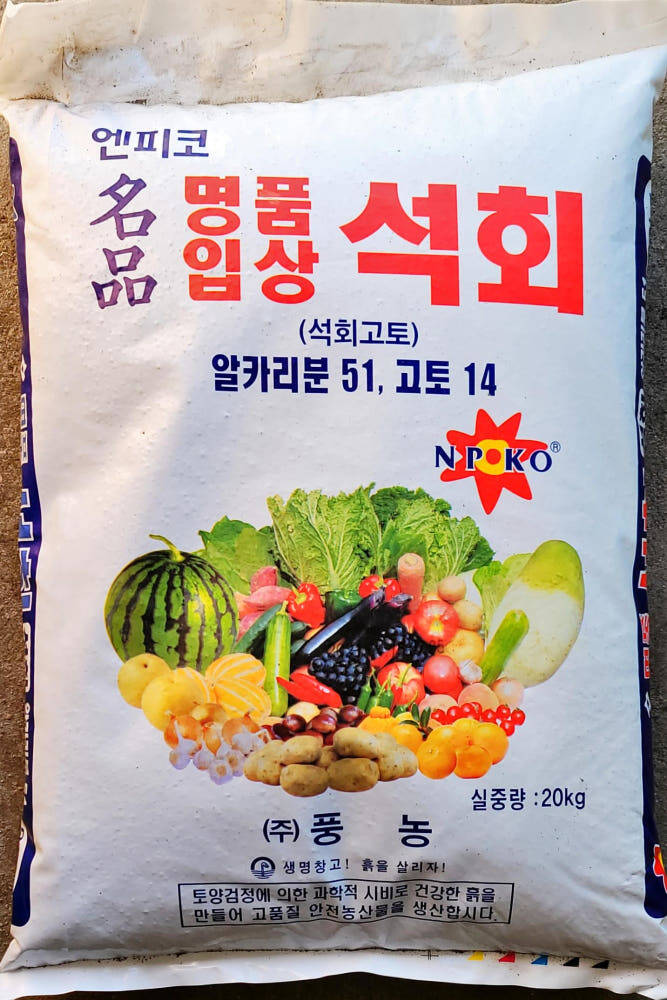 엔피코
名品
명품
입상
석회
(석회고토)
알카리분 51, 고토 14
NPOKO®
실중량 : 20kg
(주) 풍 농
생명창고! 흙을 살리자!
토양검정에 의한 과학적 시비로 건강한 흙을
만들어 고품질 안전농산물을 생산합시다.